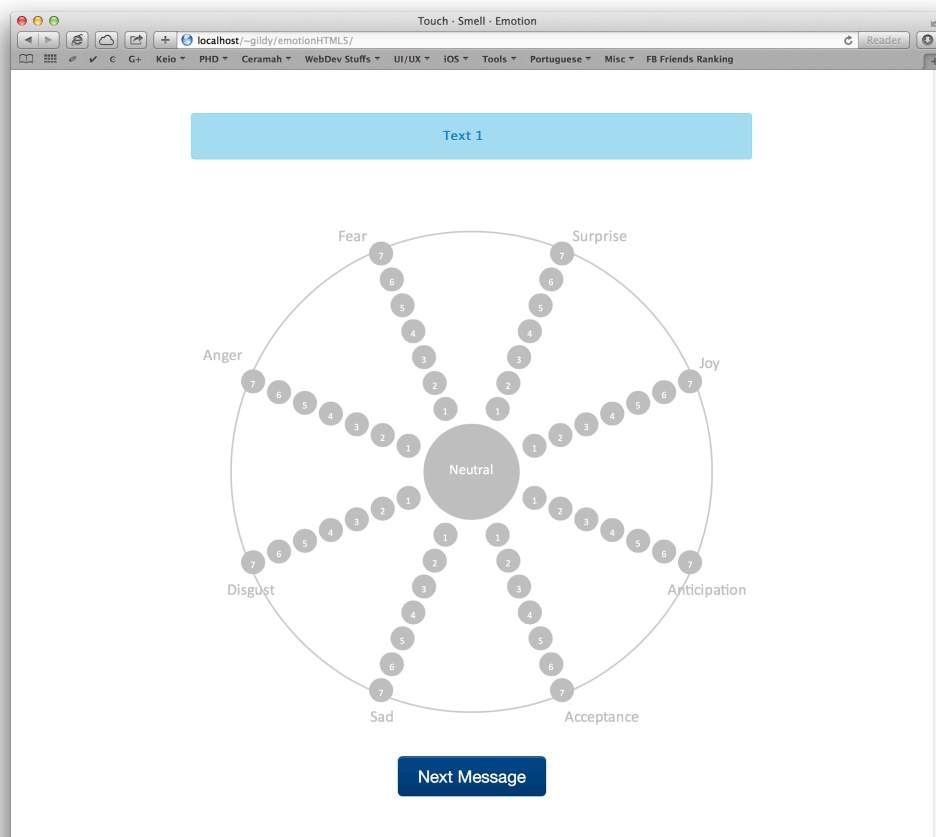 Touch · Smell · Emotion
localhost/~gildy/emotionHTML5/
Reader
G+ Keio PHD Ceramah WebDev Stuffs UI/UX iOS Tools Portuguese Misc FB Friends Ranking
Text 1
Fear Surprise
7 7
6 6
5 5
4 4
Anger Joy
3 3
7 7
2 2
6 6
5 5
1 1
4 4
3 3
2 2
1 1
Neutral
1 1
2 2
3 3
1 1
4 4
5 5
2 2
6 6
7 7
3 3
Disgust Anticipation
4 4
5 5
6 6
7 7
Sad Acceptance
Next Message